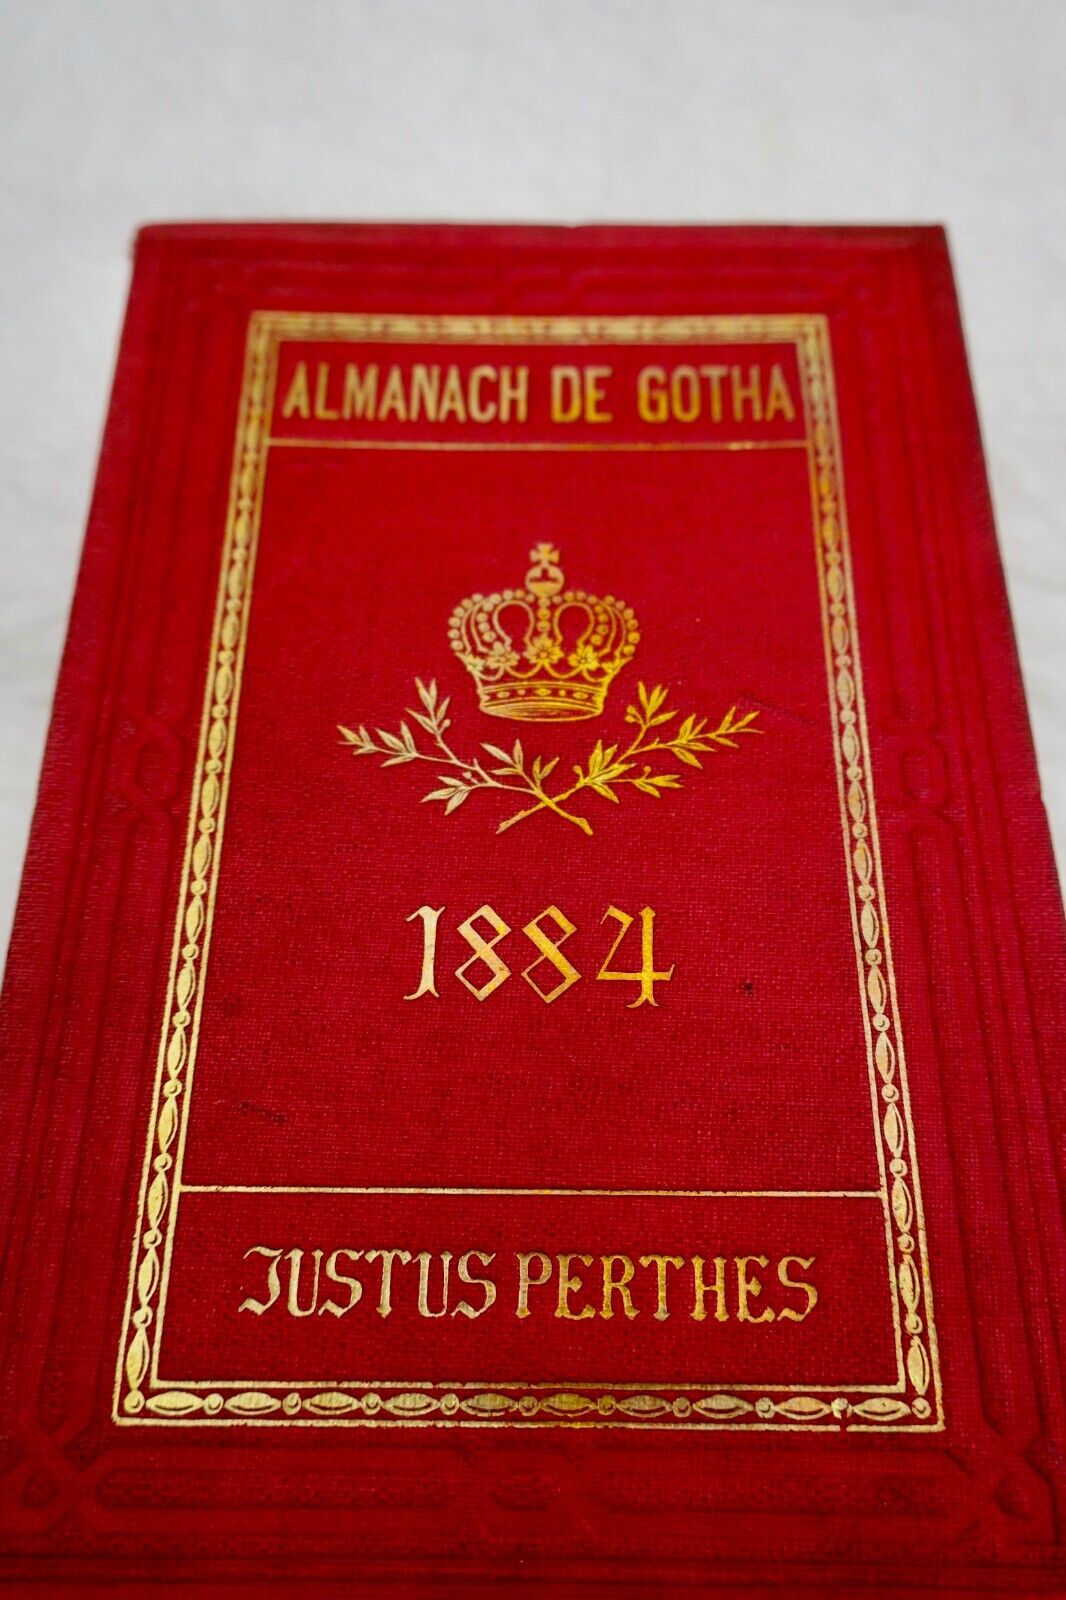 ALMANACH DE GOTHA
1884
JUSTUS PERTHES